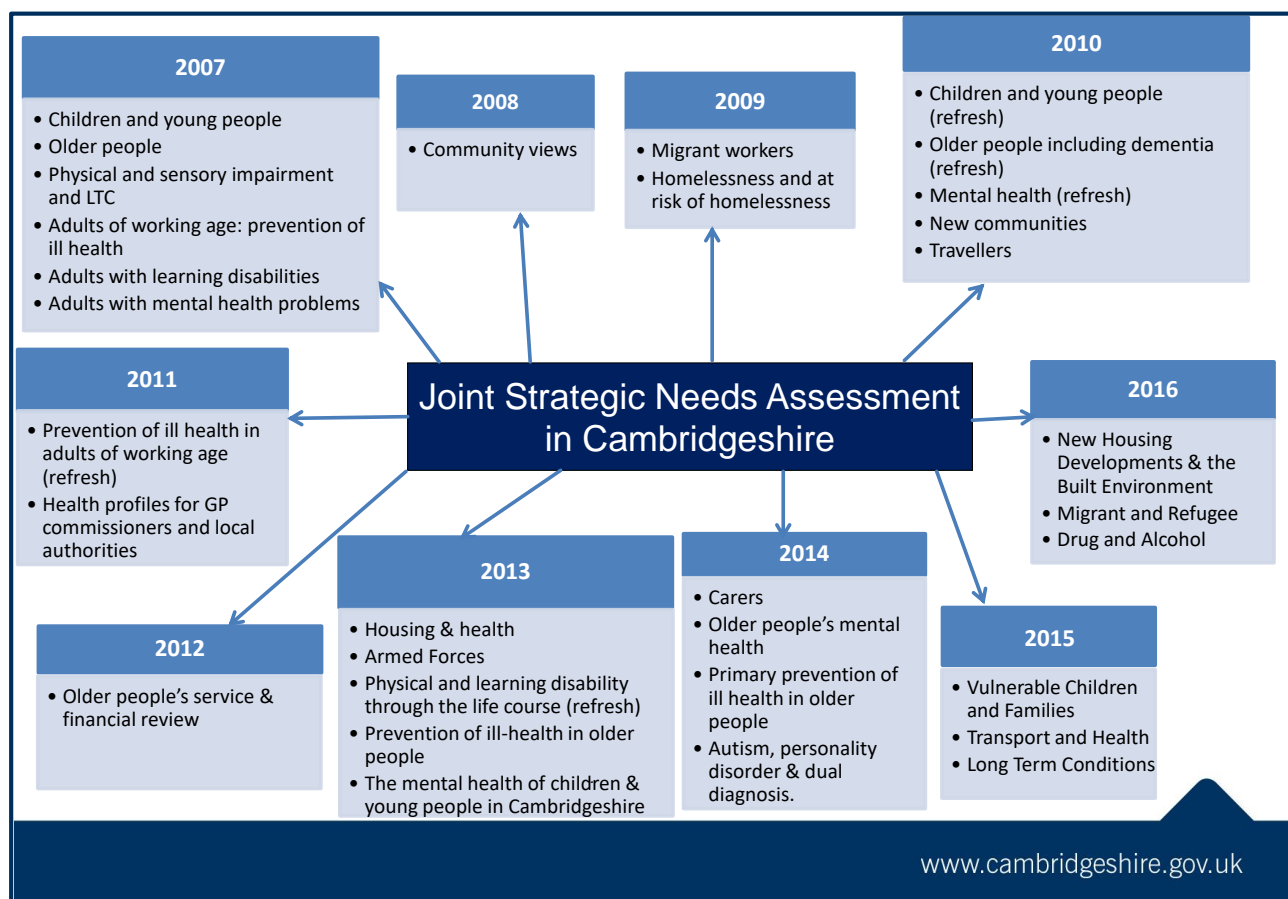 2007
• Children and young people
• Older people
• Physical and sensory impairment
and LTC
• Adults of working age: prevention of
ill health
• Adults with learning disabilities
• Adults with mental health problems
2008
• Community views
2009
• Migrant workers
• Homelessness and at
risk of homelessness
2010
• Children and young people
(refresh)
• Older people including dementia
(refresh)
• Mental health (refresh)
• New communities
• Travellers
Joint Strategic Needs Assessment
in Cambridgeshire
2011
• Prevention of ill health in
adults of working age
(refresh)
• Health profiles for GP
commissioners and local
authorities
2016
• New Housing
Developments & the
Built Environment
• Migrant and Refugee
• Drug and Alcohol
2012
• Older people’s service &
financial review
2013
• Housing & health
• Armed Forces
• Physical and learning disability
through the life course (refresh)
• Prevention of ill-health in older
people
• The mental health of children &
young people in Cambridgeshire
2014
• Carers
• Older people’s mental
health
• Primary prevention of
ill health in older
people
• Autism, personality
disorder & dual
diagnosis.
2015
• Vulnerable Children
and Families
• Transport and Health
• Long Term Conditions
www.cambridgeshire.gov.uk